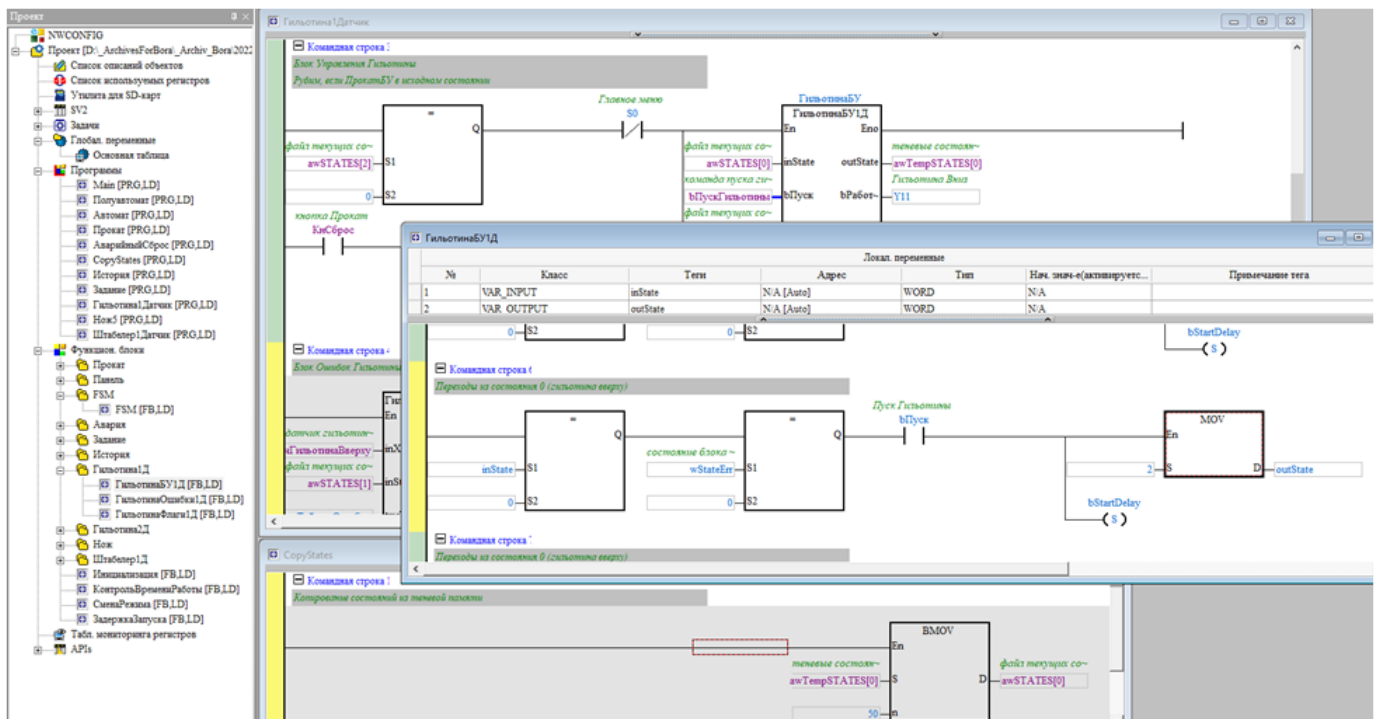 Проект
NWCONFIG
Проект [D:\_ArchivesForBora\_Archiv_Bora\2022
Список описаний объектов
Список используемых регистров
Утилита для SD-карт
SV2
Задачи
Глобал. переменные
Основная таблица
Программы
Main [PRG,LD]
Полуавтомат [PRG,LD]
Автомат [PRG,LD]
Прокат [PRG,LD]
АварийныйСброс [PRG,LD]
CopyStates [PRG,LD]
История [PRG,LD]
Задание [PRG,LD]
Гильотина1Датчик [PRG,LD]
Нож5 [PRG,LD]
Штабелер1Датчик [PRG,LD]
Функцион. блоки
Прокат
Панель
FSM
FSM [FB,LD]
Авария
Задание
История
Гильотина1Д
ГильотинаБУ1Д [FB,LD]
ГильотинаОшибки1Д [FB,LD]
ГильотинаФлаги1Д [FB,LD]
Гильотина2Д
Нож
Штабелер1Д
Инициализация [FB,LD]
КонтрольВремениРаботы [FB,LD]
СменаРежима [FB,LD]
ЗадержкаЗапуска [FB,LD]
Табл. мониторинга регистров
APIs
Гильотина1Датчик
Командная строка
Блок Управления Гильотины
Рубим, если ПрокатБУ в исходном состоянии
=
Q
файл текущих со~
awSTATES[2]
S1
0
S2
Главное меню
S0
ГильотинаБУ
ГильотинаБУ1Д
En
Eno
файл текущих со~
awSTATES[0]
inState
outState
теневые состоян~
awTempSTATES[0]
команда пуска ги~
bПускГильотины
bПуск
bРабот~
Гильотина Вниз
Y11
файл текущих со~
кнопка Прокат
КнСброс
Командная строка
Блок Ошибок Гильотины
En
датчик гильотин~
файл текущих со~
awSTATES[1]
ГильотинаБУ1Д
Локал. переменные
№
Класс
Теги
Адрес
Тип
Нач. знач-е(активируетс...
Примечание тега
1
VAR_INPUT
inState
N/A [Auto]
WORD
N/A
2
VAR_OUTPUT
outState
N/A [Auto]
WORD
N/A
0
S2
0
S2
bStartDelay
( S )
Командная строка 6
Переходы из состояния 0 (гильотина вверху)
=
Q
inState
S1
0
S2
=
Q
состояние блока ~
wStateErr
S1
0
S2
Пуск Гильотины
bПуск
MOV
En
2
S
D
outState
bStartDelay
( S )
Командная строка
Переходы из состояния 0 (гильотина вверху)
CopyStates
Командная строка
Копирование состояний из теневой памяти
BMOV
En
теневые состоян~
awTempSTATES[0]
S
D
файл текущих со~
awSTATES[0]
50
n